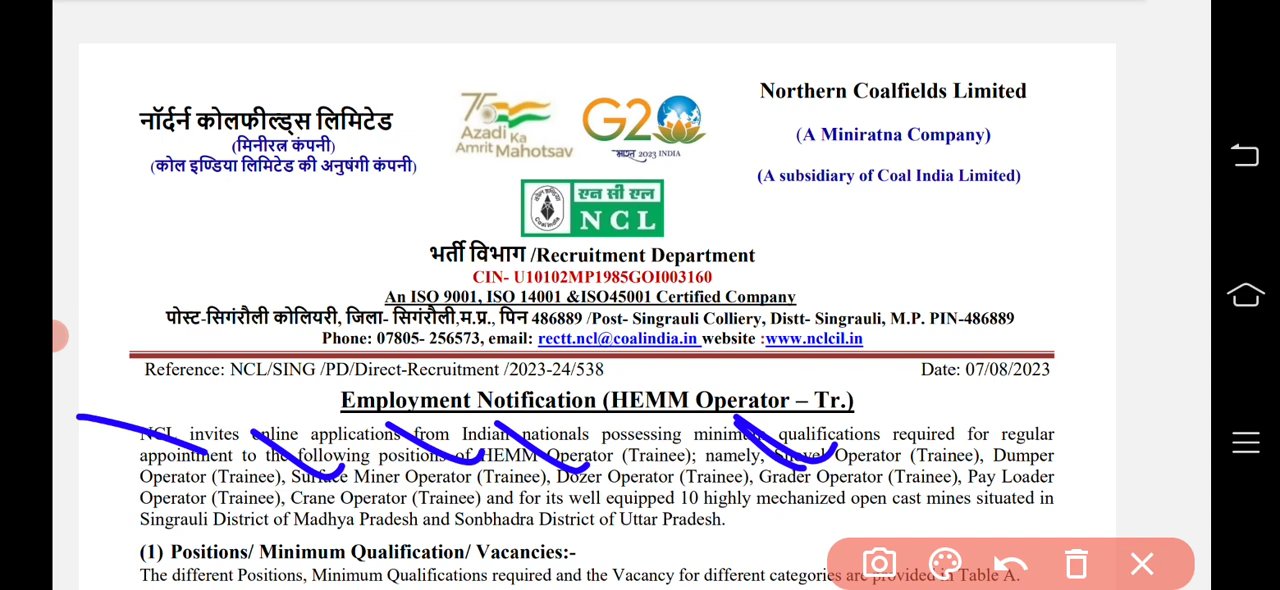 नॉर्दर्न कोलफील्ड्स लिमिटेड
(मिनीरत्न कंपनी)
(कोल इण्डिया लिमिटेड की अनुषंगी कंपनी)
75
Azadi Ka
Amrit Mahotsav
G20
भारत 2023 INDIA
Northern Coalfields Limited
(A Miniratna Company)
(A subsidiary of Coal India Limited)
Coal India
एन सी एल
NCL
भर्ती विभाग /Recruitment Department
CIN- U10102MP1985GOI003160
An ISO 9001, ISO 14001 &ISO45001 Certified Company
पोस्ट-सिगंरौली कोलियरी, जिला- सिगंरौली,म.प्र., पिन 486889 /Post- Singrauli Colliery, Distt- Singrauli, M.P. PIN-486889
Phone: 07805- 256573, email: rectt.ncl@coalindia.in website :www.nclcil.in
Reference: NCL/SING /PD/Direct-Recruitment /2023-24/538 Date: 07/08/2023
Employment Notification (HEMM Operator – Tr.)
NCL invites online applications from Indian nationals possessing minimum qualifications required for regular
appointment to the following positions of HEMM Operator (Trainee); namely, Shovel Operator (Trainee), Dumper
Operator (Trainee), Surface Miner Operator (Trainee), Dozer Operator (Trainee), Grader Operator (Trainee), Pay Loader
Operator (Trainee), Crane Operator (Trainee) and for its well equipped 10 highly mechanized open cast mines situated in
Singrauli District of Madhya Pradesh and Sonbhadra District of Uttar Pradesh.
(1) Positions/ Minimum Qualification/ Vacancies:-
The different Positions, Minimum Qualifications required and the Vacancy for different categories are provided in Table A.